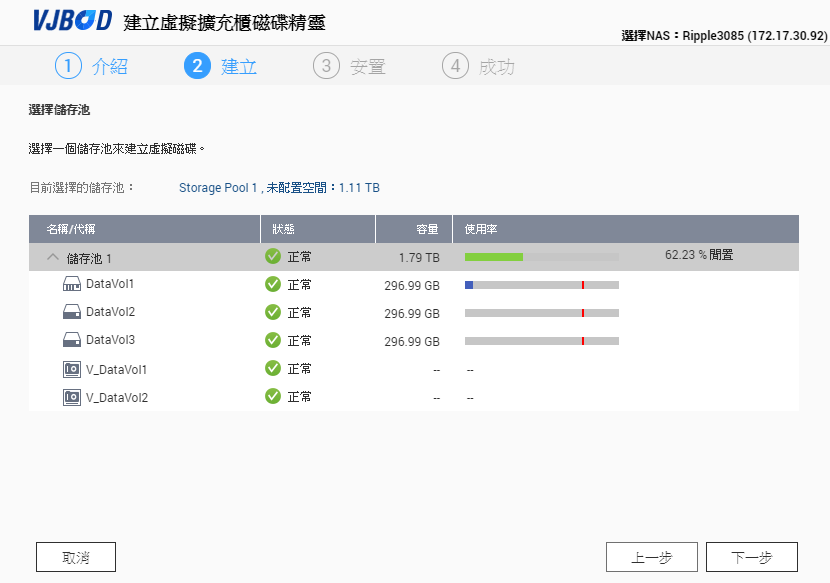 VJBOD 建立虛擬擴充櫃磁碟精靈
選擇NAS：Ripple3085 (172.17.30.92)
1 介紹 2 建立 3 安置 4 成功
選擇儲存池
選擇一個儲存池來建立虛擬磁碟。
目前選擇的儲存池： Storage Pool 1 , 未配置空間：1.11 TB
名稱/代稱 狀態 容量 使用率
儲存池 1 正常 1.79 TB 62.23 % 閒置
DataVol1 正常 296.99 GB
DataVol2 正常 296.99 GB
DataVol3 正常 296.99 GB
V_DataVol1 正常 -- --
V_DataVol2 正常 -- --
取消 上一步 下一步